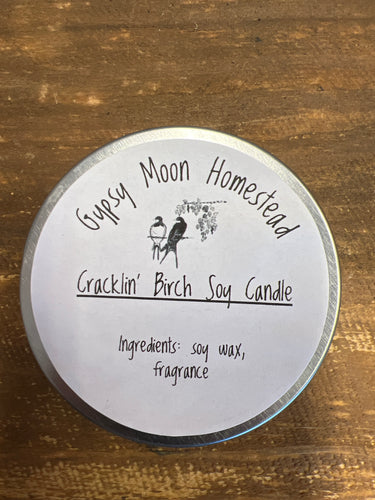 Gypsy Moon Homestead
Cracklin' Birch Soy Candle
Ingredients: soy wax,
fragrance